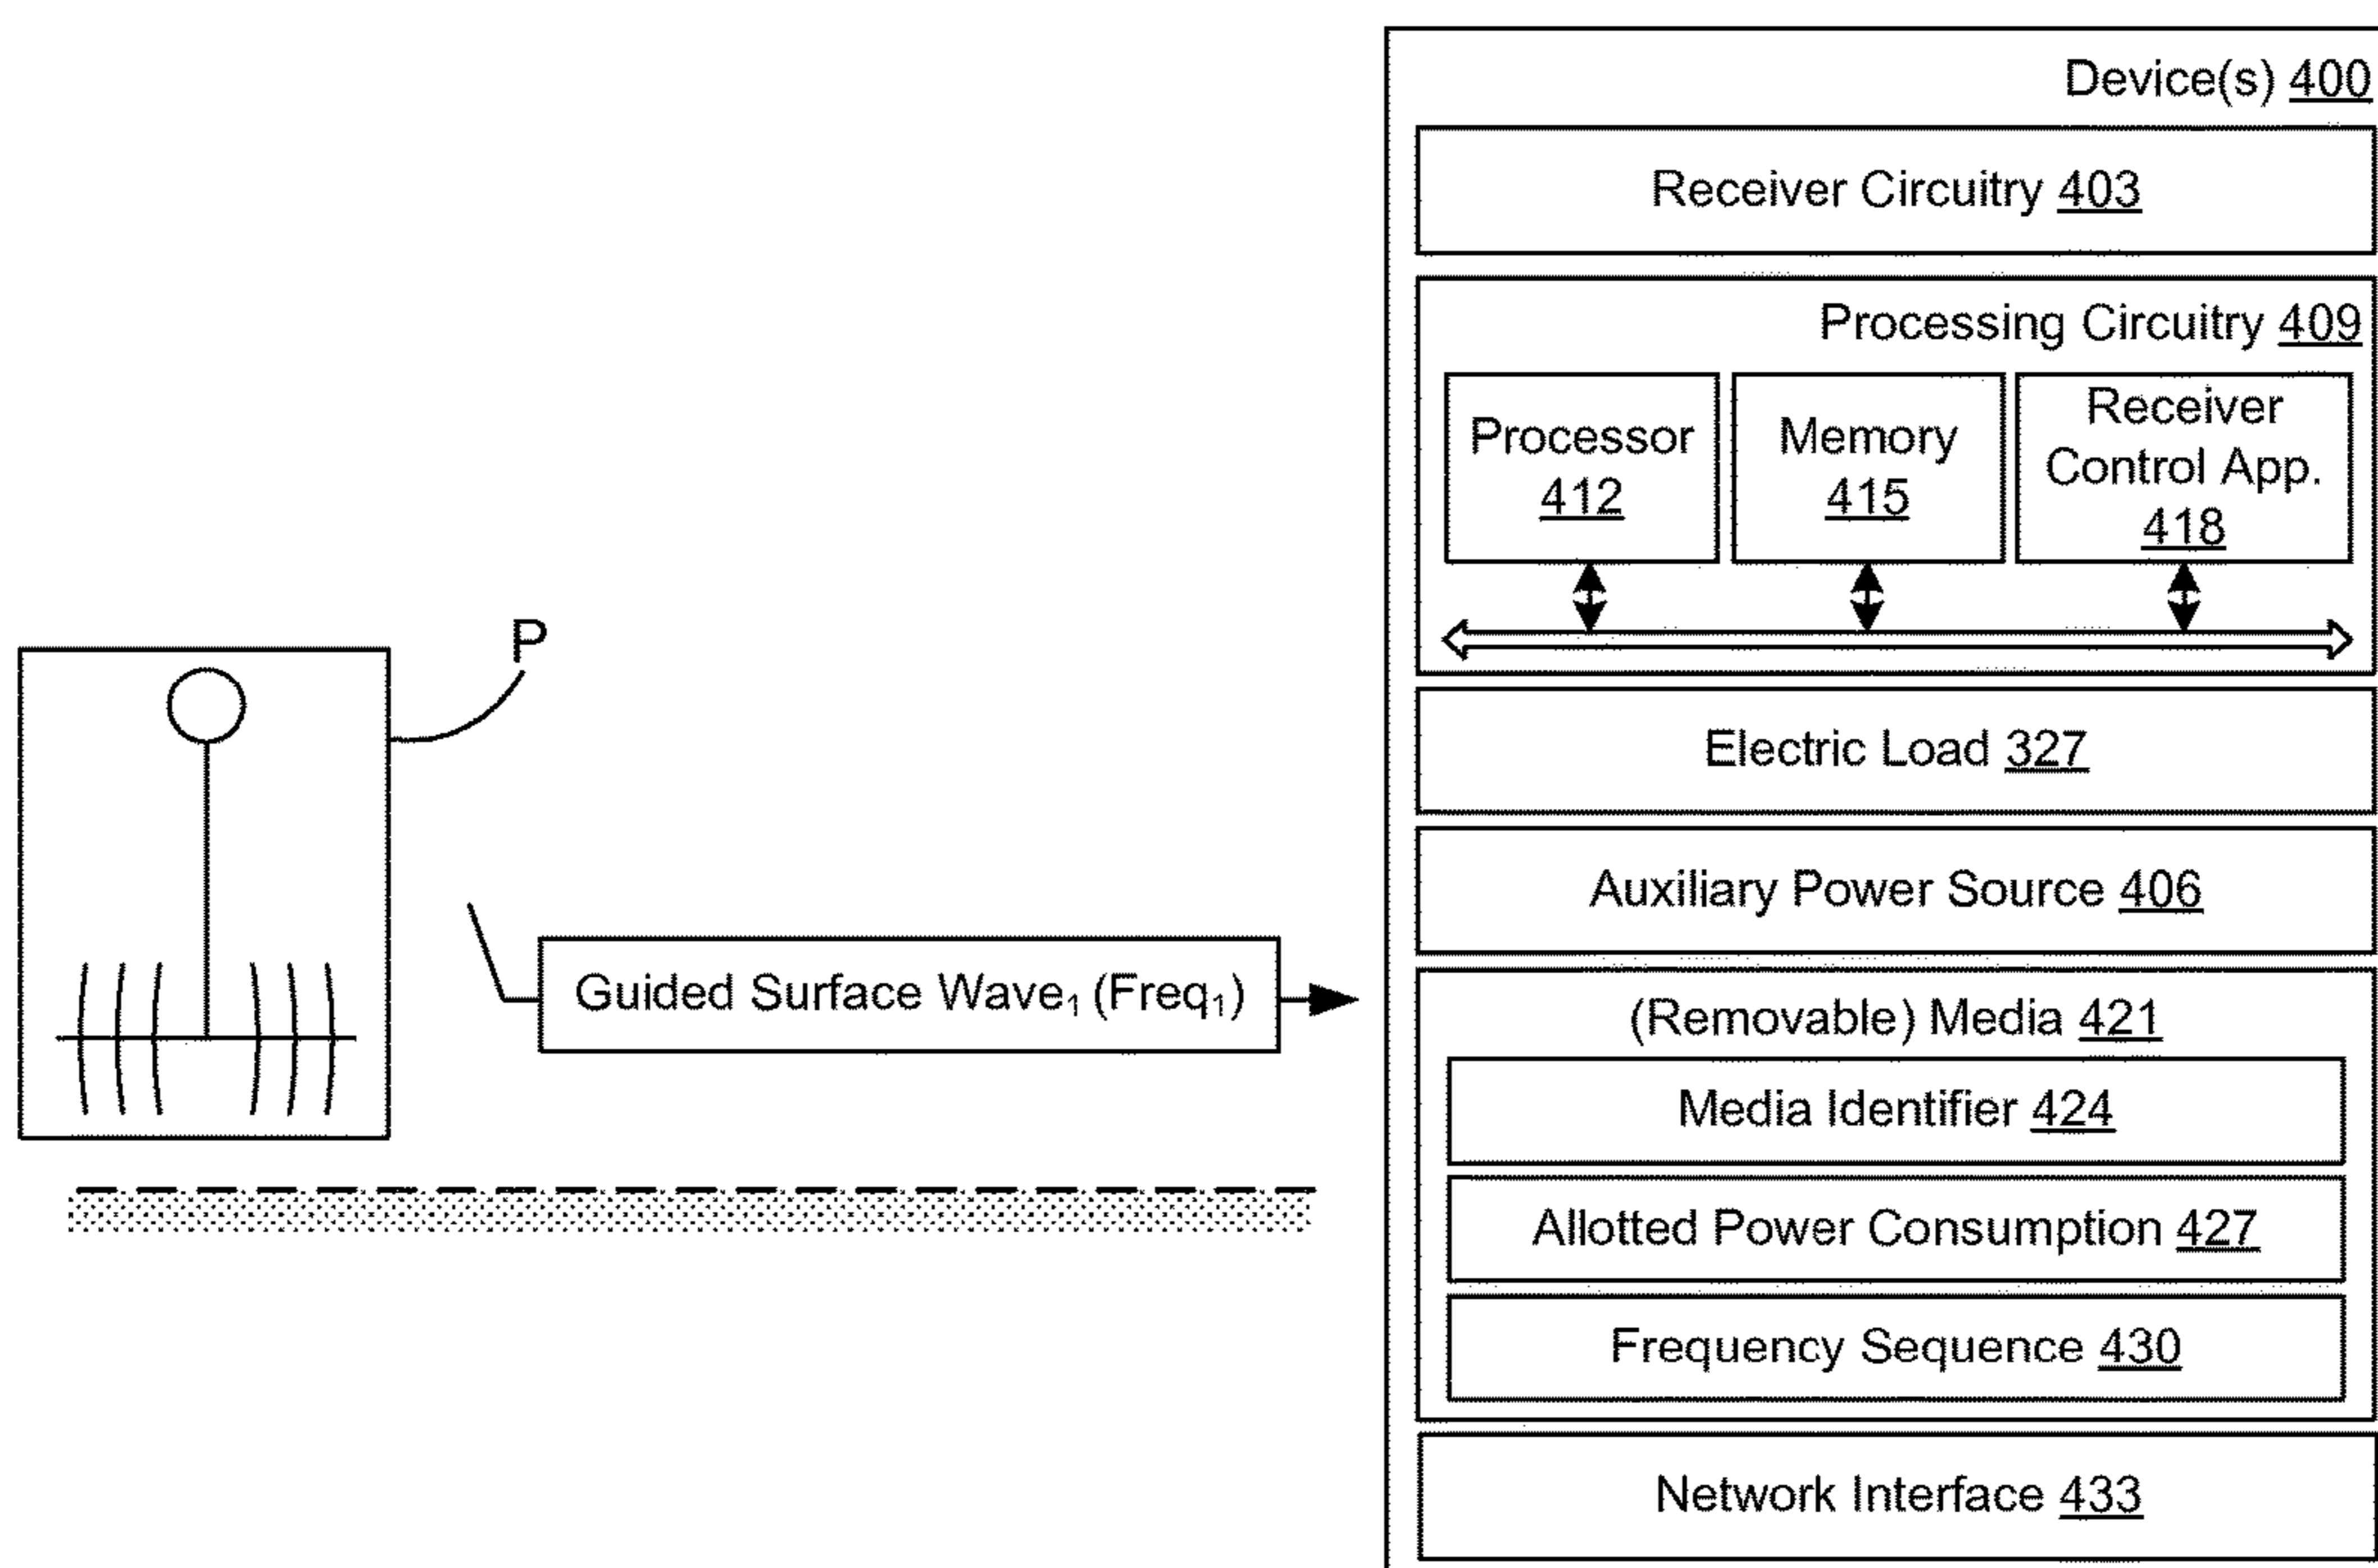 Device(s) 400
Receiver Circuitry 403
Processing Circuitry 409
Processor
412
Memory
415
Receiver
Control App.
418
P
Electric Load 327
Auxiliary Power Source 406
Guided Surface Wave₁ (Freq₁)
(Removable) Media 421
Media Identifier 424
Allotted Power Consumption 427
Frequency Sequence 430
Network Interface 433